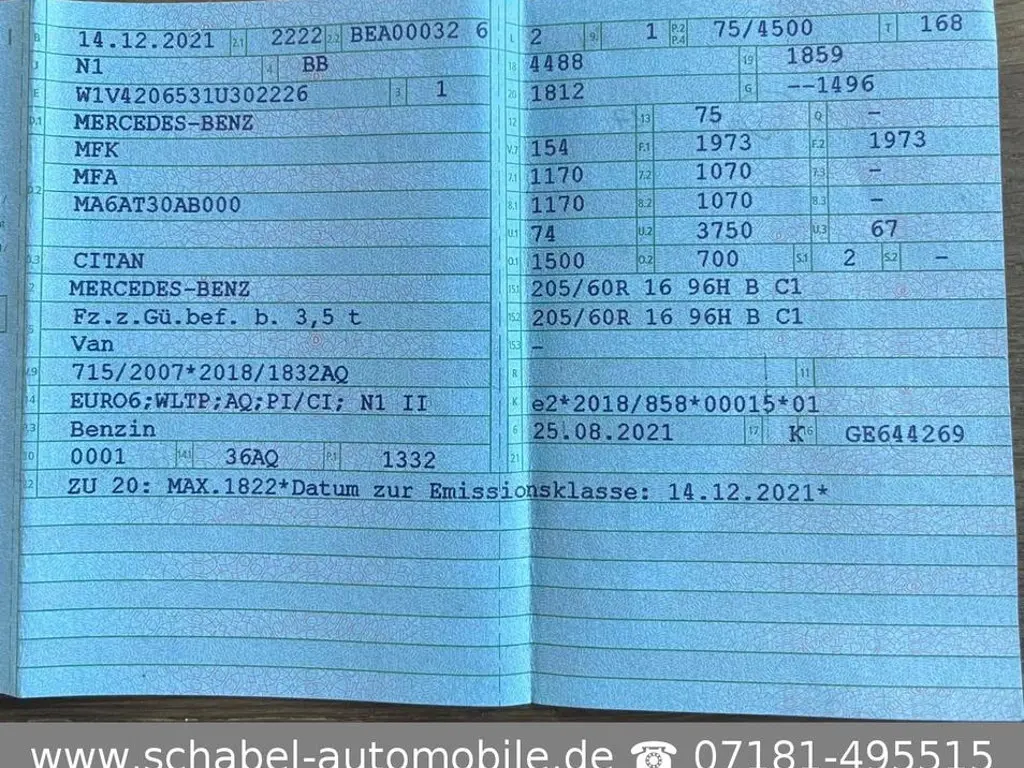 B 14.12.2021 2.1 2222 2.2 BEA00032 6
J N1 4 BB
E W1V4206531U302226 3 1
D.1 MERCEDES-BENZ
MFK
MFA
D.2 MA6AT30AB000
D.3 CITAN
2 MERCEDES-BENZ
5 Fz.z.Gü.bef. b. 3,5 t
Van
V.9 715/2007*2018/1832AQ
14 EURO6;WLTP;AQ;PI/CI; N1 II
P.3 Benzin
10 0001 14.1 36AQ P.1 1332
22 ZU 20: MAX.1822*Datum zur Emissionsklasse: 14.12.2021*
L 2 9 1 P.2 P.4 75/4500 T 168
18 4488 19 1859
20 1812 G --1496
12 13 75 Q -
V.7 154 F.1 1973 F.2 1973
7.1 1170 7.2 1070 7.3 -
8.1 1170 8.2 1070 8.3 -
U.1 74 U.2 3750 U.3 67
O.1 1500 O.2 700 S.1 2 S.2 -
15.1 205/60R 16 96H B C1
15.2 205/60R 16 96H B C1
15.3 -
R 11
K e2*2018/858*00015*01
6 25.08.2021 17 K 16 GE644269
21
www.schabel-automobile.de ☎ 07181-495515